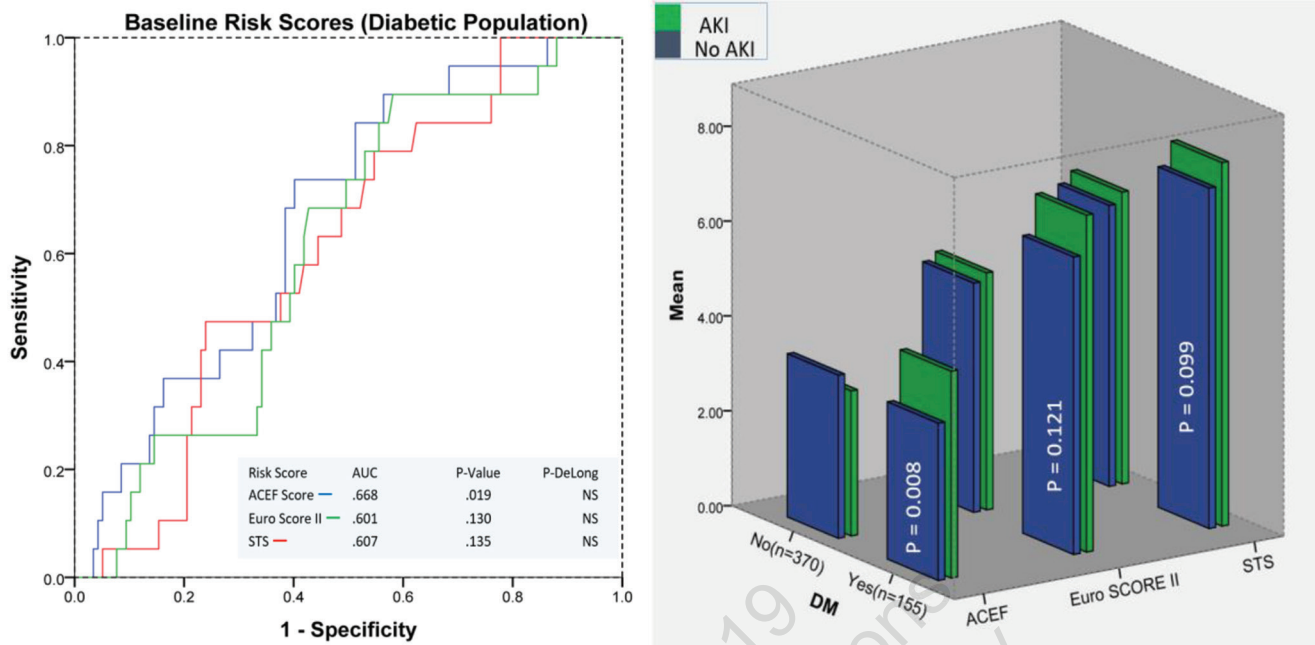 Baseline Risk Scores (Diabetic Population)
1.0
0.8
0.6
0.4
0.2
0.0
Sensitivity
0.0 0.2 0.4 0.6 0.8 1.0
1 - Specificity
Risk Score AUC P-Value P-DeLong
ACEF Score .668 .019 NS
Euro Score II .601 .130 NS
STS .607 .135 NS
AKI
No AKI
8.00
6.00
4.00
2.00
0.00
Mean
P = 0.008
P = 0.121
P = 0.099
No(n=370)
Yes(n=155)
DM
ACEF
Euro SCORE II
STS